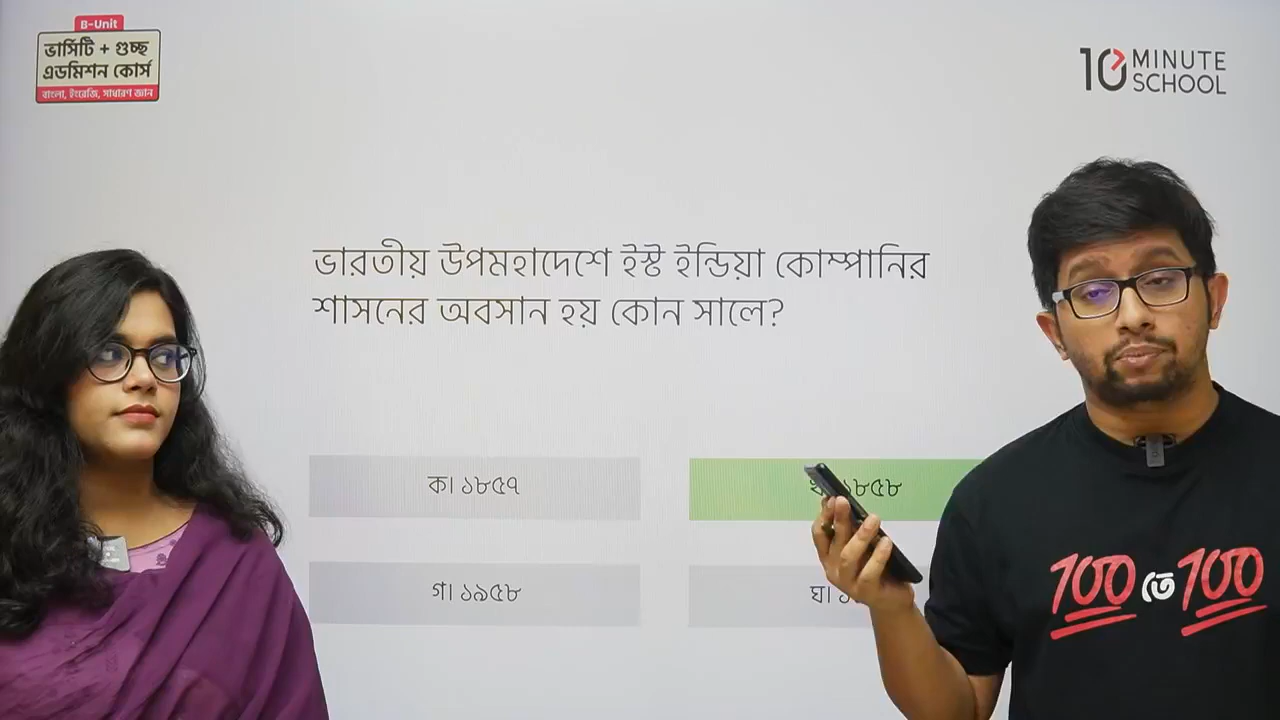 B-Unit
ভার্সিটি + গুচ্ছ
এডমিশন কোর্স
বাংলা, ইংরেজি, সাধারণ জ্ঞান
10 MINUTE
SCHOOL
ভারতীয় উপমহাদেশে ইস্ট ইন্ডিয়া কোম্পানির
শাসনের অবসান হয় কোন সালে?
ক। ১৮৫৭
খ। ১৮৫৮
গ। ১৯৫৮
ঘ।
100 তে 100